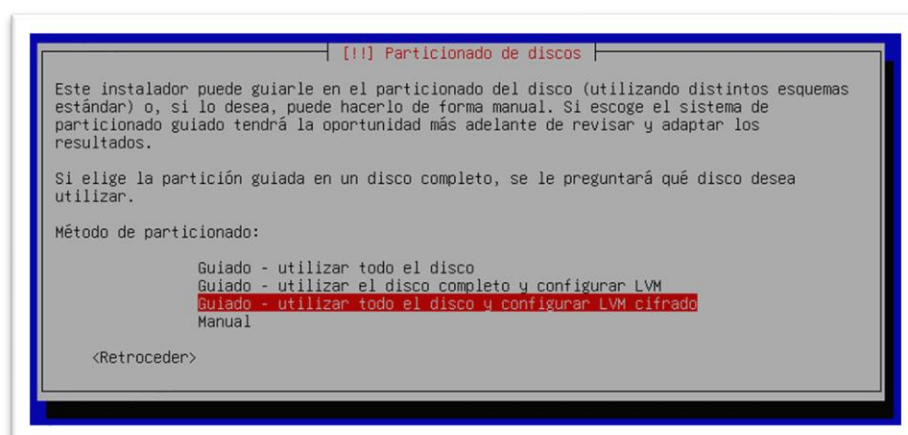 [!!] Particionado de discos
Este instalador puede guiarle en el particionado del disco (utilizando distintos esquemas
estándar) o, si lo desea, puede hacerlo de forma manual. Si escoge el sistema de
particionado guiado tendrá la oportunidad más adelante de revisar y adaptar los
resultados.
Si elige la partición guiada en un disco completo, se le preguntará qué disco desea
utilizar.
Método de particionado:
Guiado - utilizar todo el disco
Guiado - utilizar el disco completo y configurar LVM
Guiado - utilizar todo el disco y configurar LVM cifrado
Manual
<Retroceder>